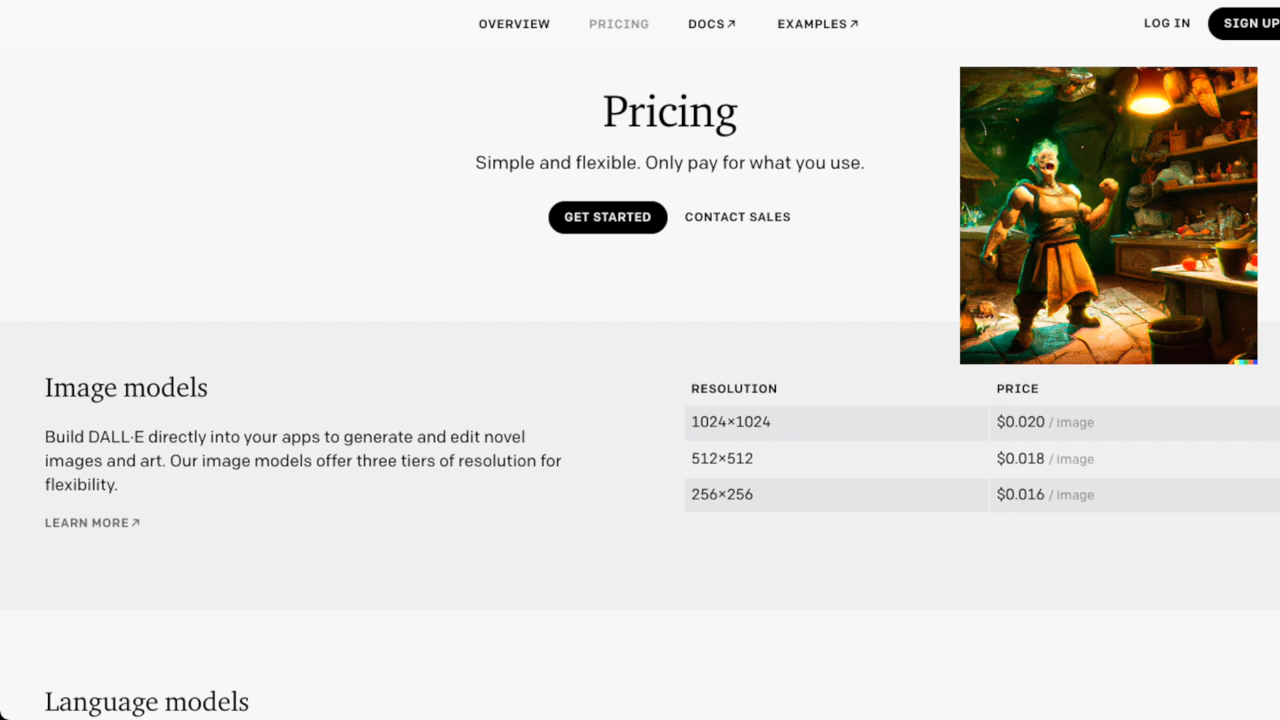 OVERVIEW PRICING DOCS↗ EXAMPLES↗ LOG IN SIGN UP
Pricing
Simple and flexible. Only pay for what you use.
GET STARTED CONTACT SALES
Image models
Build DALL·E directly into your apps to generate and edit novel
images and art. Our image models offer three tiers of resolution for
flexibility.
LEARN MORE↗
RESOLUTION PRICE
1024×1024 $0.020 / image
512×512 $0.018 / image
256×256 $0.016 / image
Language models